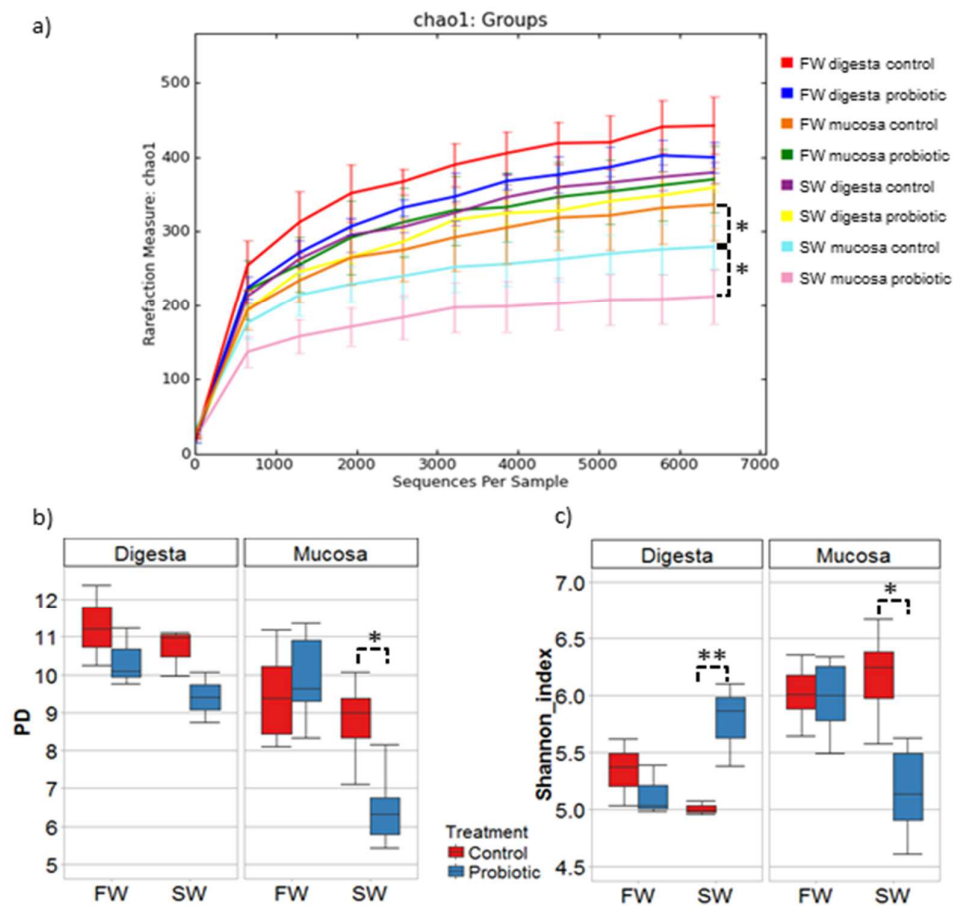 a)
chao1: Groups
Rarefaction Measure: chao1
500
400
300
200
100
0
0 1000 2000 3000 4000 5000 6000 7000
Sequences Per Sample
FW digesta control
FW digesta probiotic
FW mucosa control
FW mucosa probiotic
SW digesta control
SW digesta probiotic
SW mucosa control
SW mucosa probiotic
*
*
b)
Digesta Mucosa
PD
12
11
10
9
8
7
6
5
*
FW SW FW SW
Treatment
Control
Probiotic
c)
Digesta Mucosa
Shannon_index
7.0
6.5
6.0
5.5
5.0
4.5
**
*
FW SW FW SW